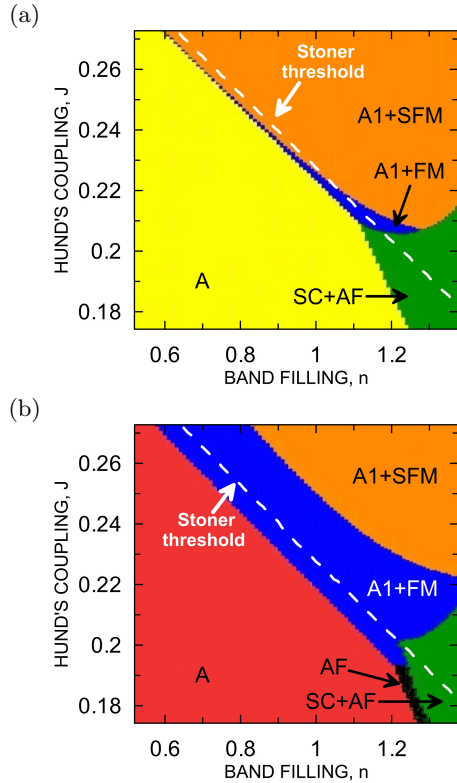 (a)
0.26
0.24
0.22
0.2
0.18
HUND'S COUPLING, J
Stoner
threshold
A1+SFM
A1+FM
A
SC+AF
0.6 0.8 1 1.2
BAND FILLING, n
(b)
0.26
0.24
0.22
0.2
0.18
HUND'S COUPLING, J
A1+SFM
Stoner
threshold
A1+FM
AF
A
SC+AF
0.6 0.8 1 1.2
BAND FILLING, n